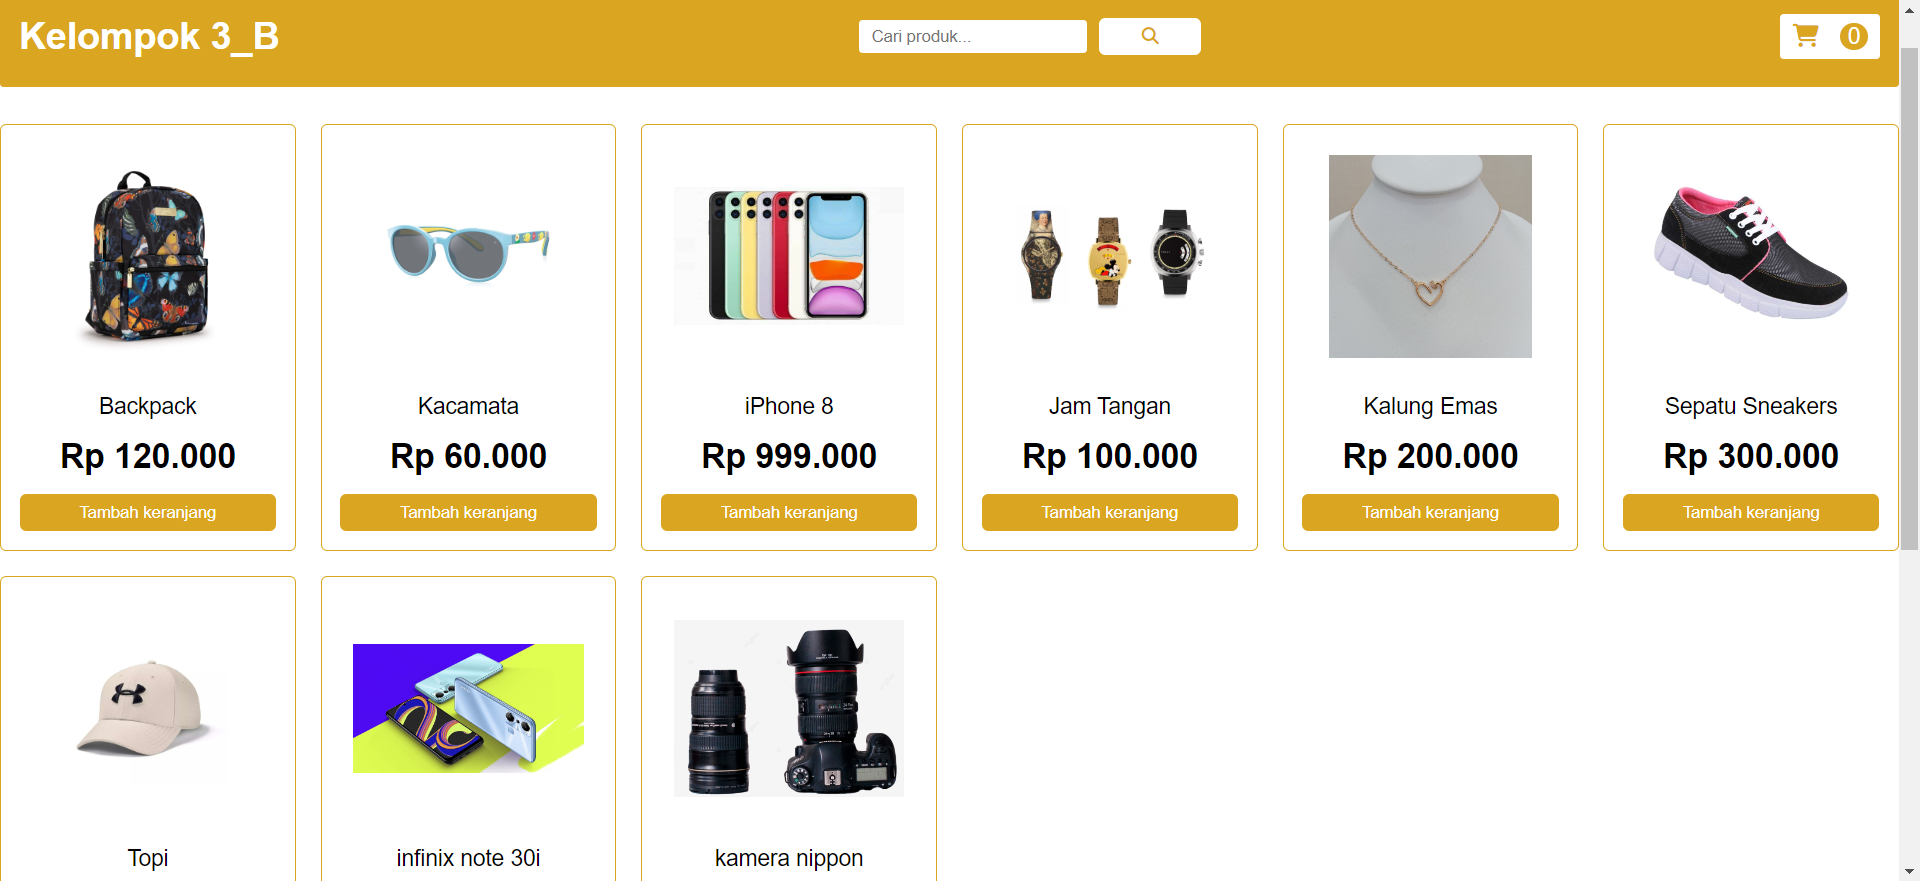 Kelompok 3_B
Cari produk...
0
Backpack
Rp 120.000
Tambah keranjang
Kacamata
Rp 60.000
Tambah keranjang
iPhone 8
Rp 999.000
Tambah keranjang
Jam Tangan
Rp 100.000
Tambah keranjang
Kalung Emas
Rp 200.000
Tambah keranjang
Sepatu Sneakers
Rp 300.000
Tambah keranjang
Topi
infinix note 30i
kamera nippon